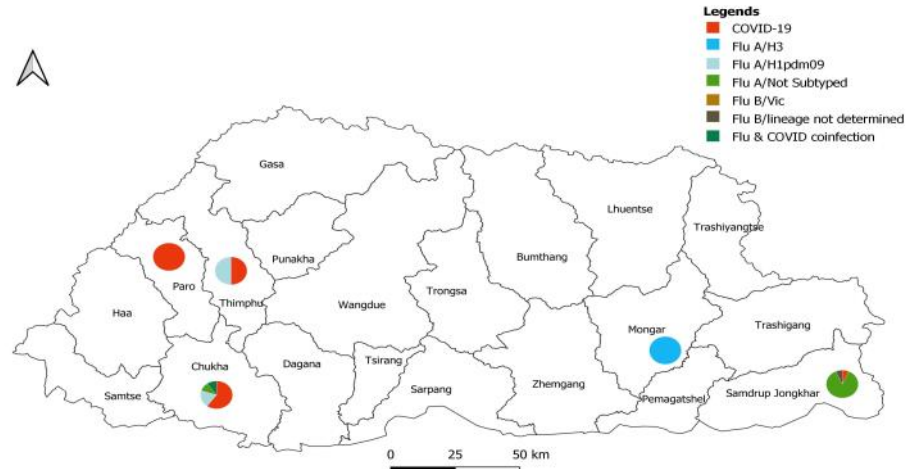 Legends
COVID-19
Flu A/H3
Flu A/H1pdm09
Flu A/Not Subtyped
Flu B/Vic
Flu B/lineage not determined
Flu & COVID coinfection
Gasa
Lhuentse
Trashiyangtse
Punakha
Bumthang
Paro
Thimphu
Haa
Wangdue
Trongsa
Mongar
Trashigang
Chukha
Dagana
Tsirang
Samtse
Sarpang
Zhemgang
Pemagatshel
Samdrup Jongkhar
0 25 50 km